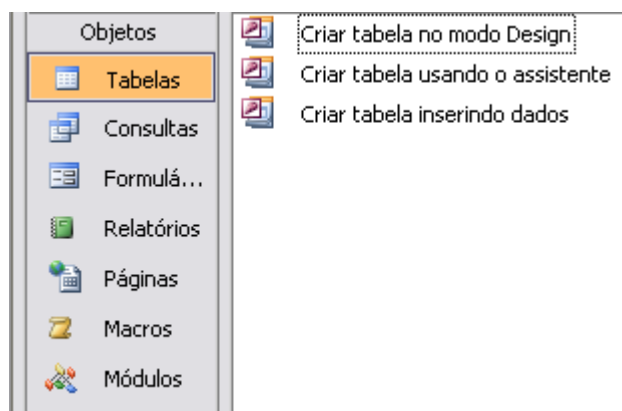 Objetos
Tabelas
Consultas
Formulá...
Relatórios
Páginas
Macros
Módulos
Criar tabela no modo Design
Criar tabela usando o assistente
Criar tabela inserindo dados